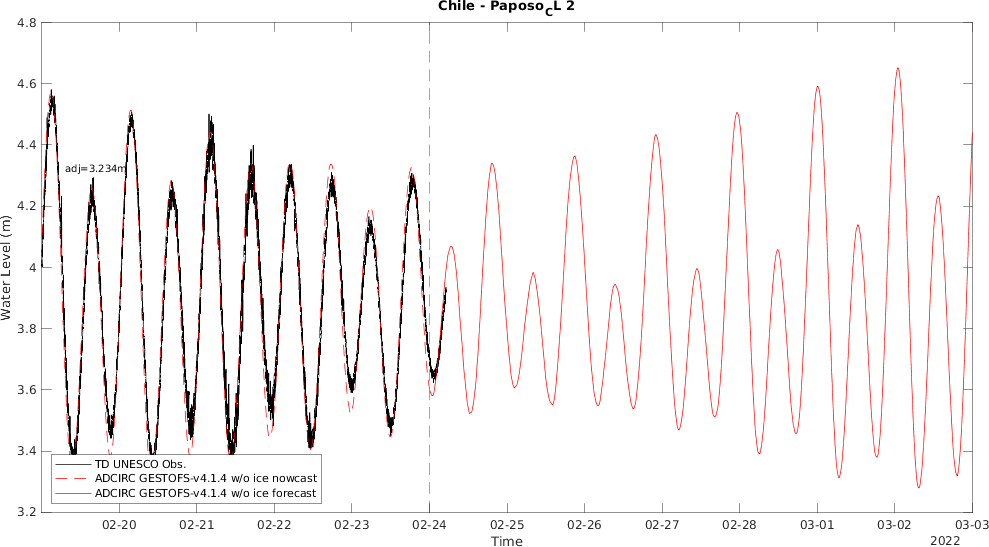 Chile - Paposo_CL 2
4.8
4.6
4.4
4.2
4
3.8
3.6
3.4
3.2
Water Level (m)
adj=3.234m
TD UNESCO Obs.
ADCIRC GESTOFS-v4.1.4 w/o ice nowcast
ADCIRC GESTOFS-v4.1.4 w/o ice forecast
02-20 02-21 02-22 02-23 02-24 02-25 02-26 02-27 02-28 03-01 03-02 03-03
Time
2022